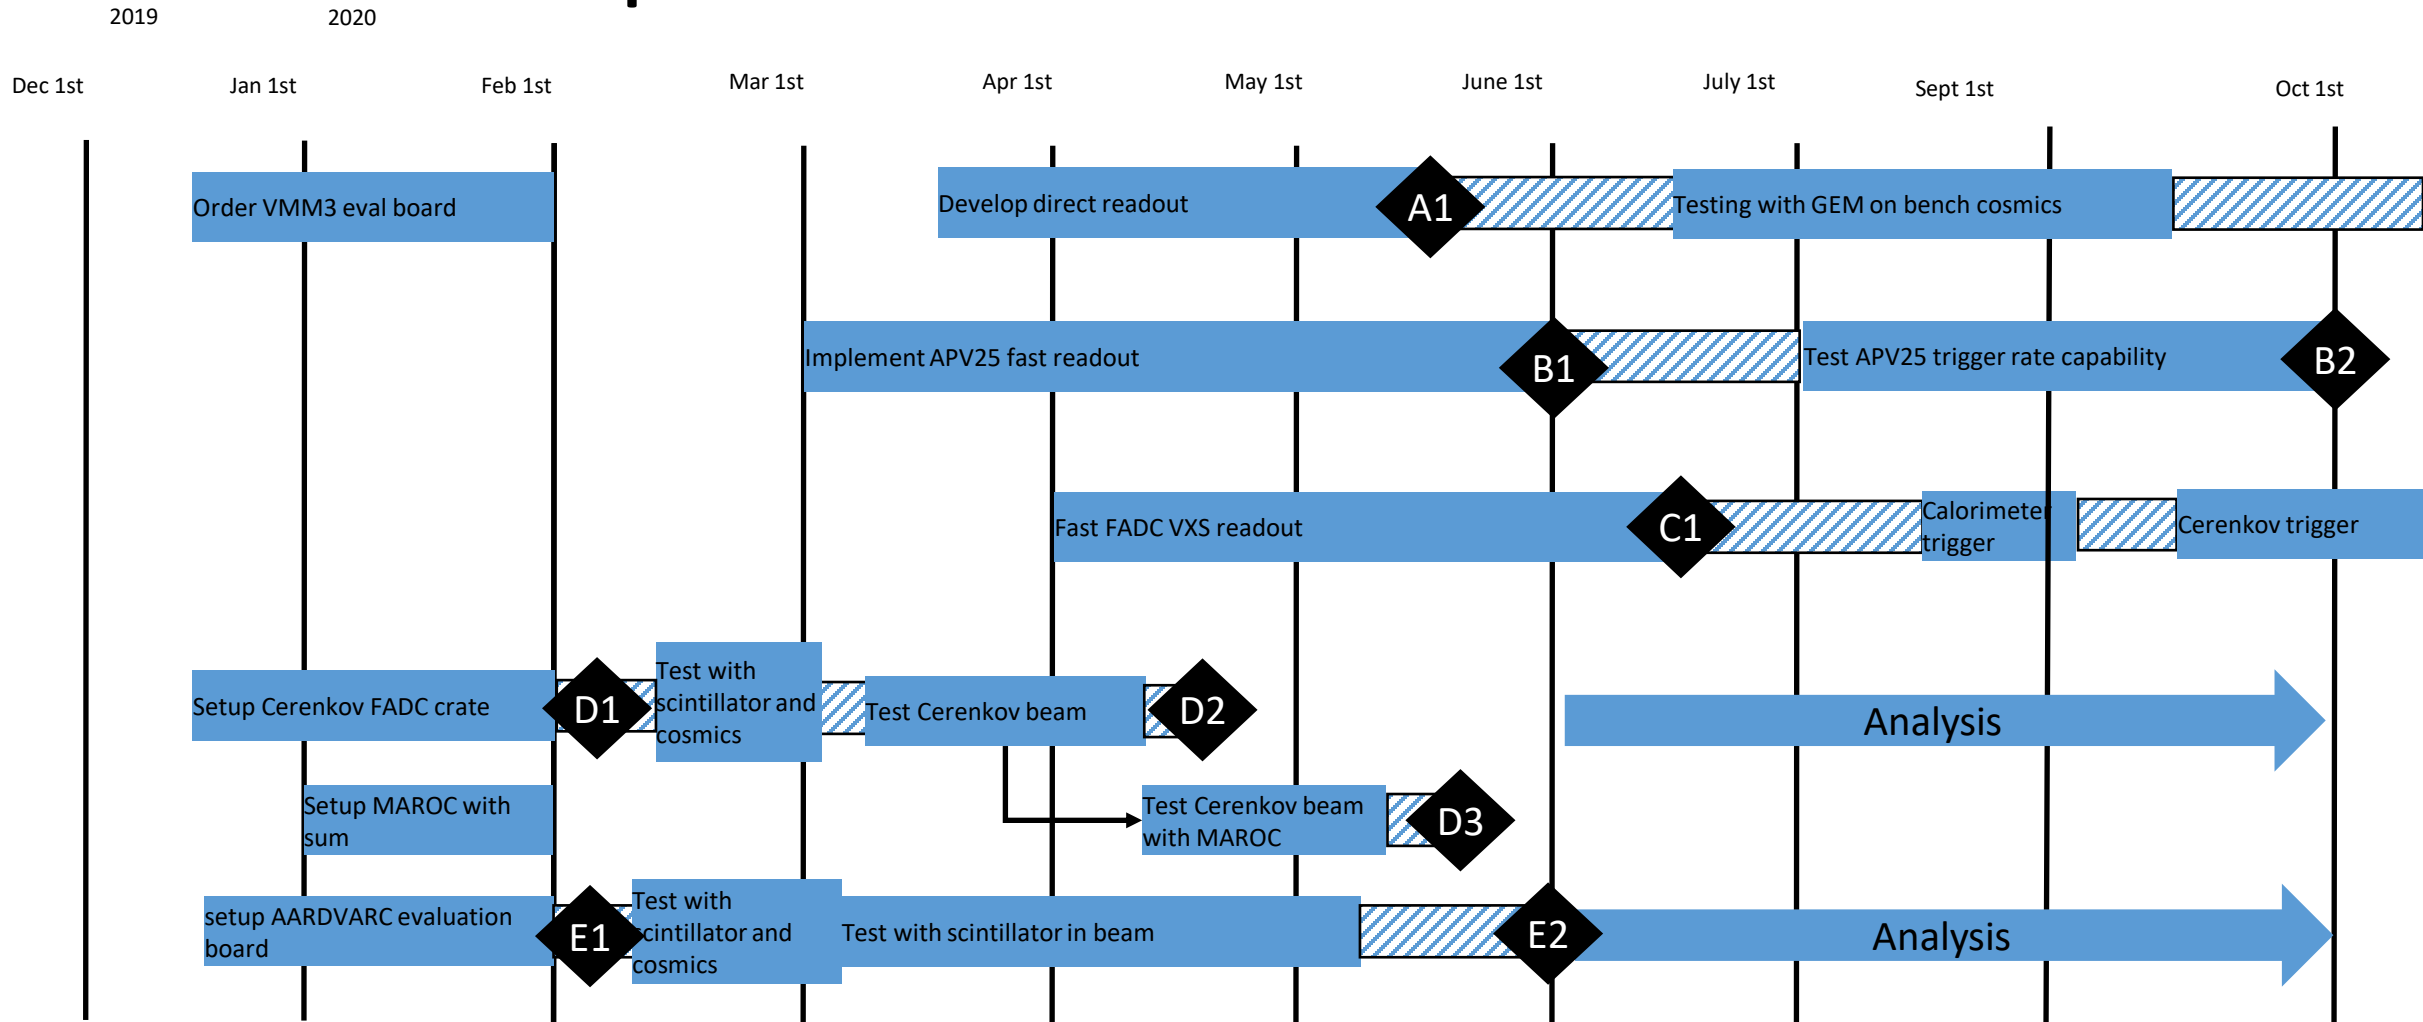 2019
2020
Dec 1st
Jan 1st
Feb 1st
Mar 1st
Apr 1st
May 1st
June 1st
July 1st
Sept 1st
Oct 1st
Order VMM3 eval board
Develop direct readout
A1
Testing with GEM on bench cosmics
Implement APV25 fast readout
B1
Test APV25 trigger rate capability
B2
Fast FADC VXS readout
C1
Calorimeter
trigger
Cerenkov trigger
Setup Cerenkov FADC crate
D1
Test with
scintillator and
cosmics
Test Cerenkov beam
D2
Analysis
Setup MAROC with
sum
Test Cerenkov beam
with MAROC
D3
setup AARDVARC evaluation
board
E1
Test with
scintillator and
cosmics
Test with scintillator in beam
E2
Analysis